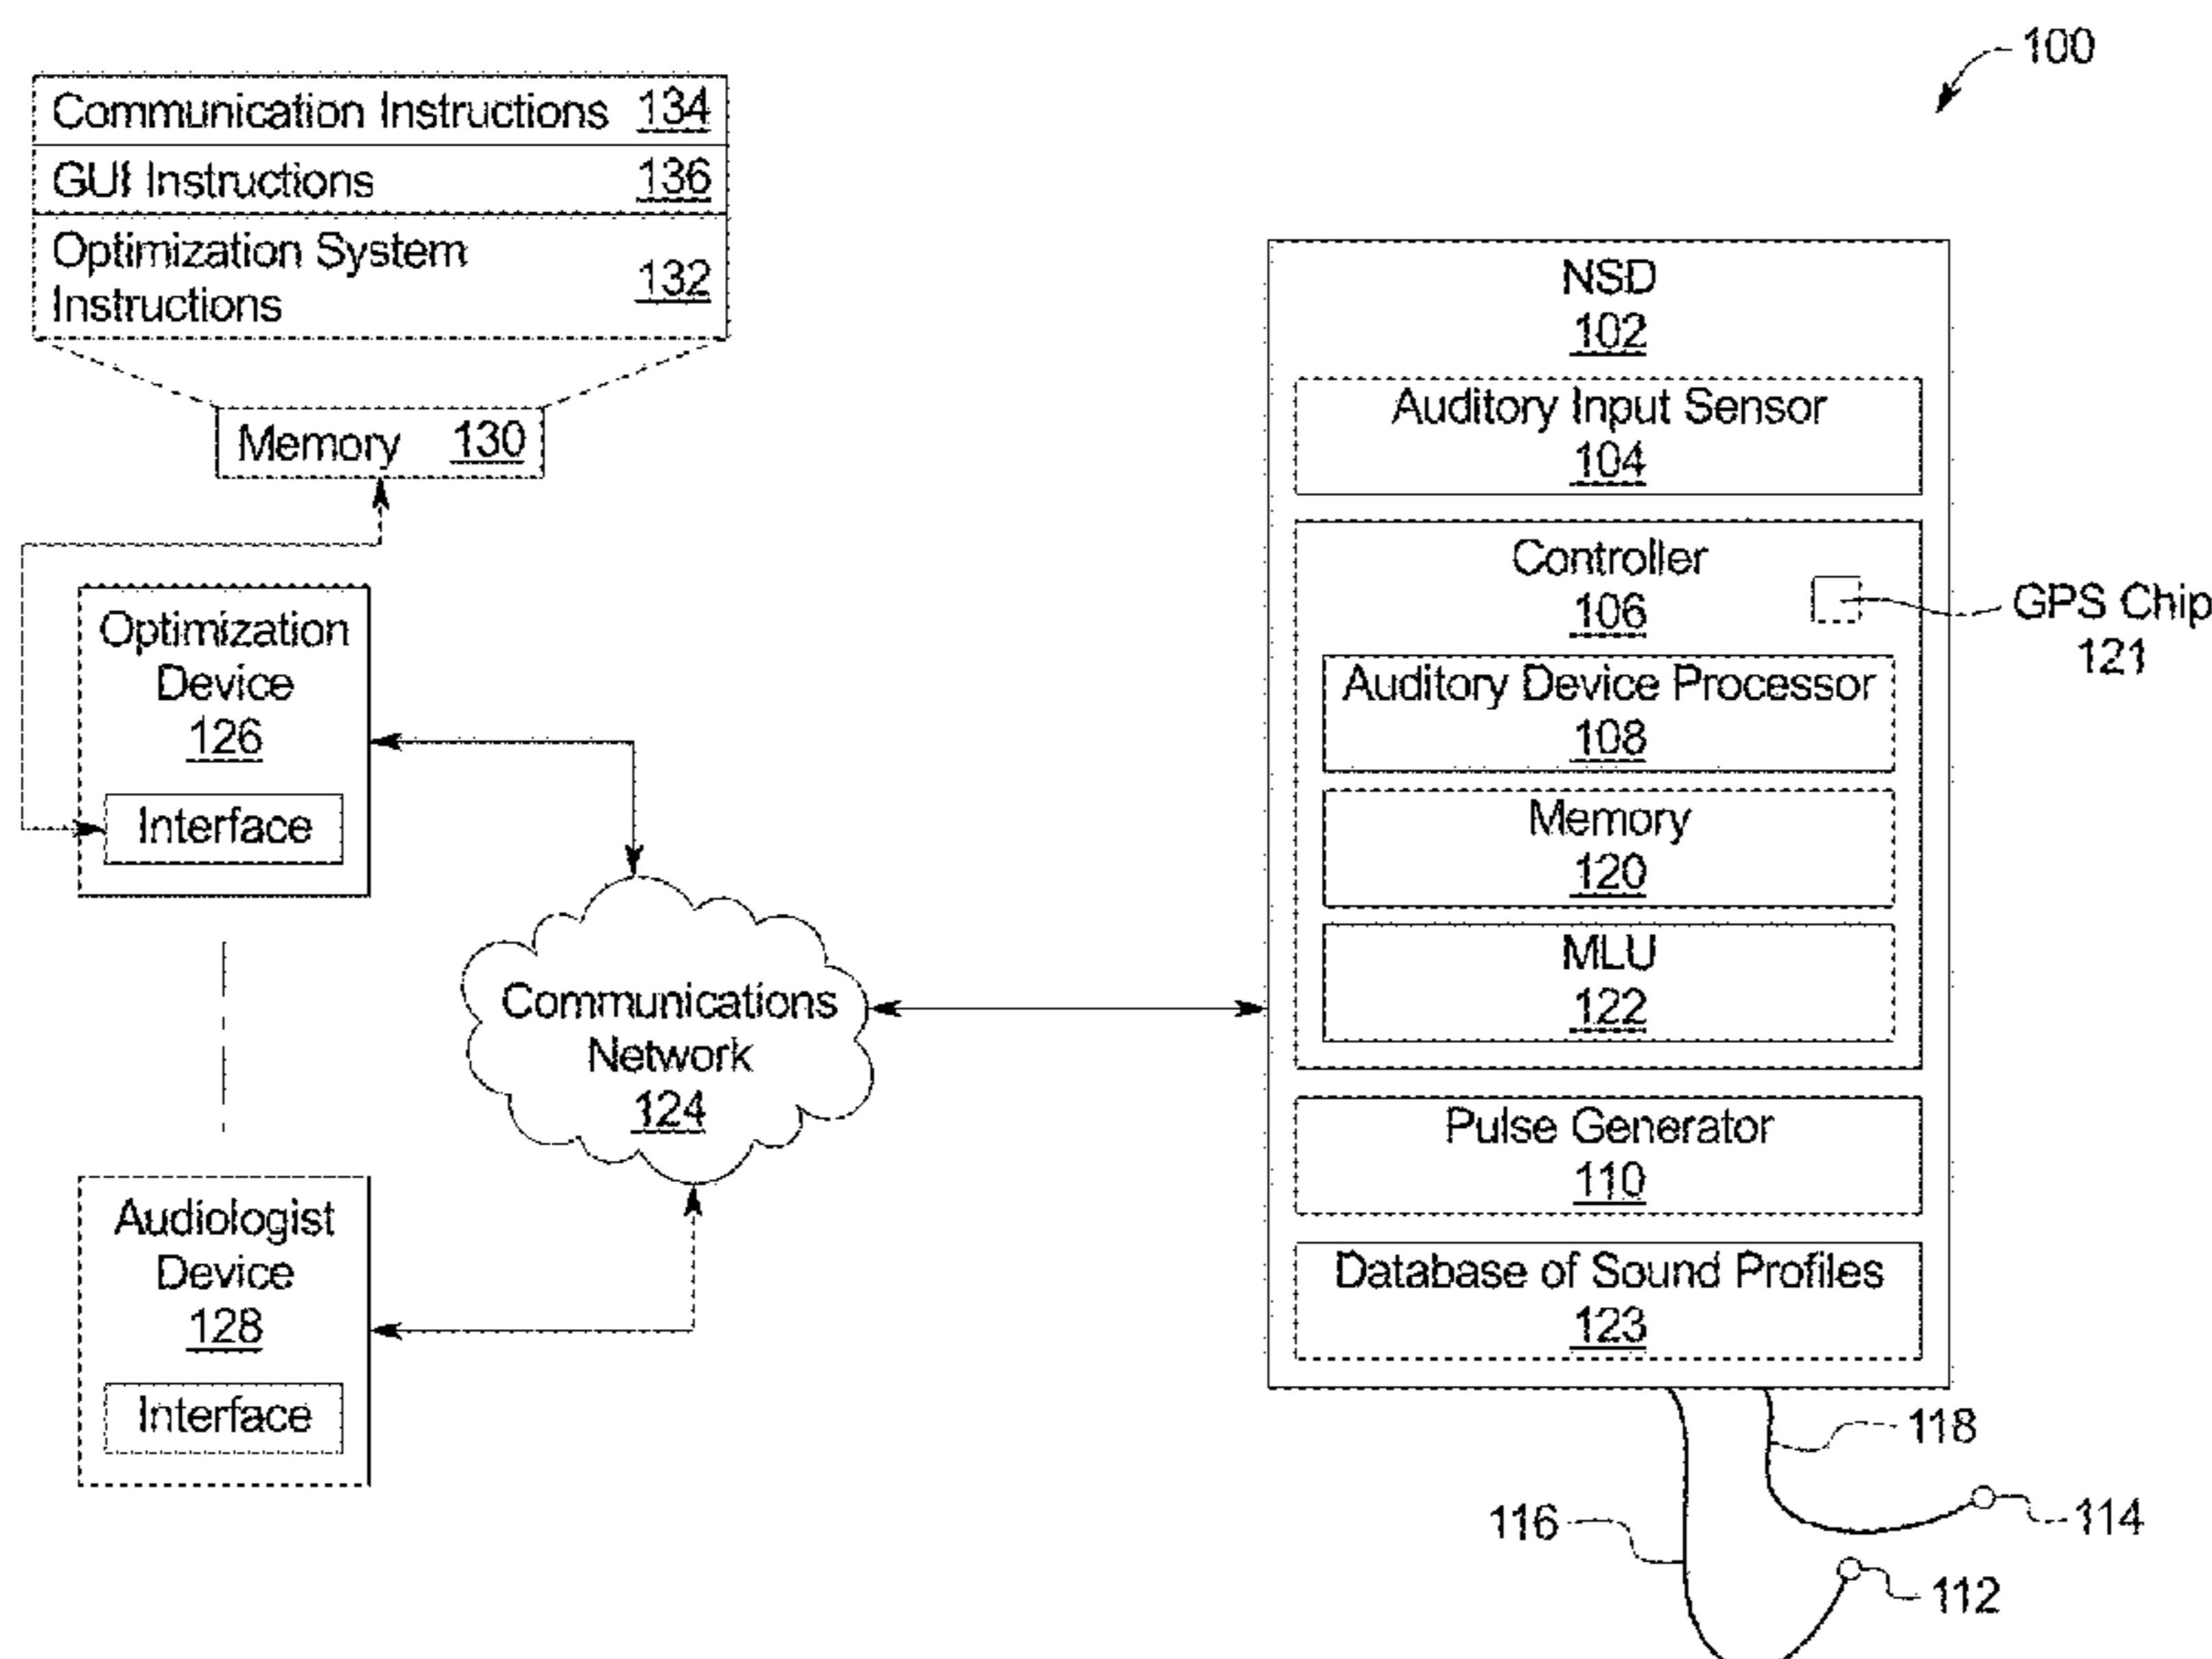 100
Communication Instructions 134
GUI Instructions 136
Optimization System
Instructions 132
Memory 130
Optimization
Device
126
Interface
Communications
Network
124
Audiologist
Device
128
Interface
NSD
102
Auditory Input Sensor
104
Controller
106
GPS Chip
121
Auditory Device Processor
108
Memory
120
MLU
122
Pulse Generator
110
Database of Sound Profiles
123
118
114
116
112